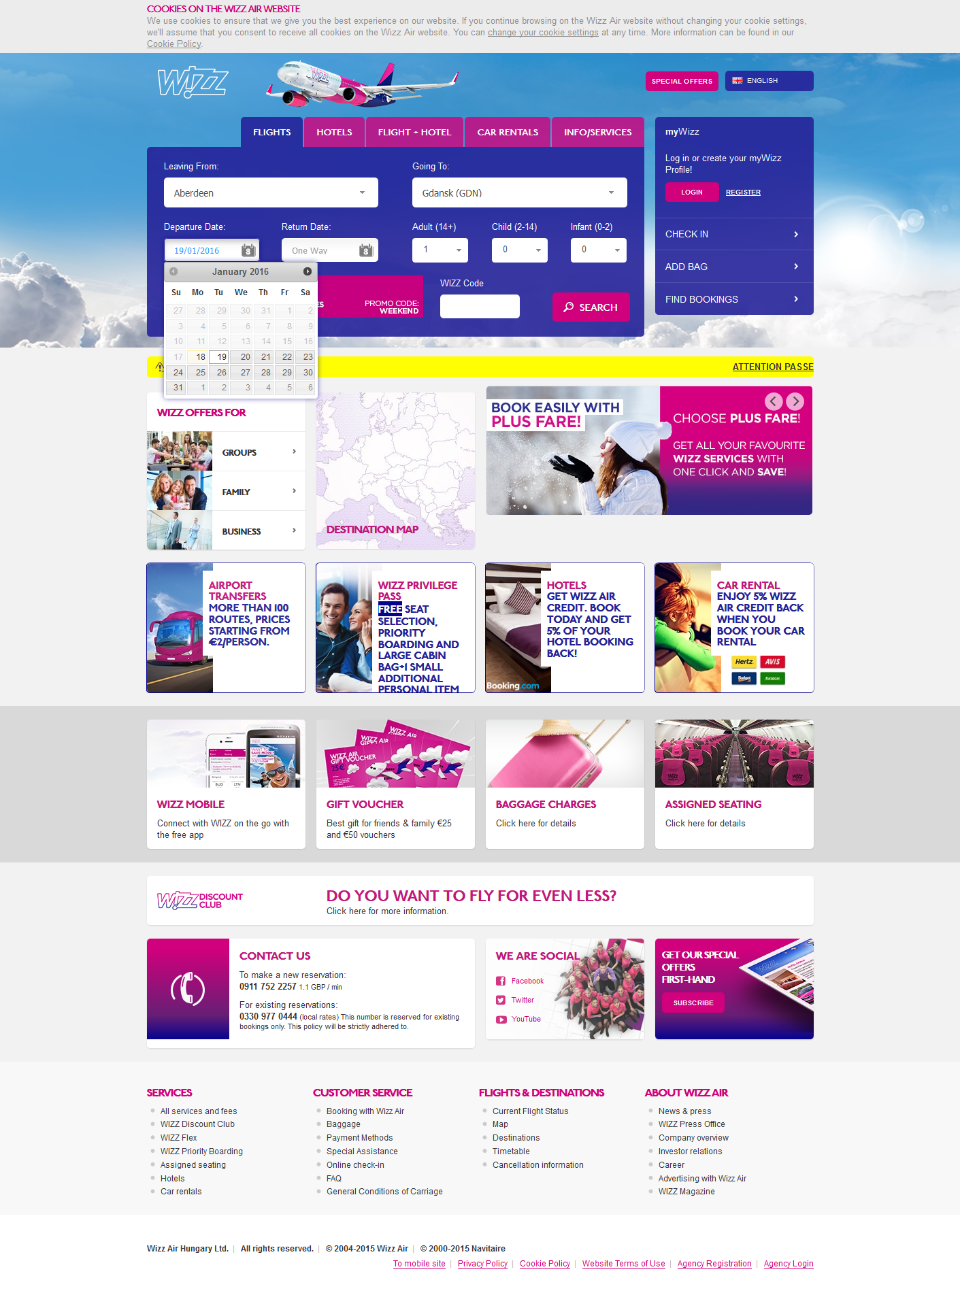 COOKIES ON THE WIZZ AIR WEBSITE
We use cookies to ensure that we give you the best experience on our website. If you continue browsing on the Wizz Air website without changing your cookie settings,
we'll assume that you consent to receive all cookies on the Wizz Air website. You can change your cookie settings at any time. More information can be found in our
Cookie Policy.
WIZZ
SPECIAL OFFERS
ENGLISH
FLIGHTS
HOTELS
FLIGHT + HOTEL
CAR RENTALS
INFO/SERVICES
myWizz
Log in or create your myWizz
Profile!
LOGIN
REGISTER
CHECK IN
ADD BAG
FIND BOOKINGS
Leaving From:
Going To:
Aberdeen
Gdansk (GDN)
Departure Date:
Return Date:
Adult (14+)
Child (2-14)
Infant (0-2)
19/01/2016
One Way
1
0
0
January 2016
Su Mo Tu We Th Fr Sa
27 28 29 30 31 1 2
3 4 5 6 7 8 9
10 11 12 13 14 15 16
17 18 19 20 21 22 23
24 25 26 27 28 29 30
31 1 2 3 4 5 6
PROMO CODE:
WEEKEND
WIZZ Code
SEARCH
ATTENTION PASSE
WIZZ OFFERS FOR
GROUPS
FAMILY
BUSINESS
DESTINATION MAP
BOOK EASILY WITH
PLUS FARE!
CHOOSE PLUS FARE!
GET ALL YOUR FAVOURITE
WIZZ SERVICES WITH
ONE CLICK AND SAVE!
AIRPORT
TRANSFERS
MORE THAN 100
ROUTES, PRICES
STARTING FROM
€2/PERSON.
WIZZ PRIVILEGE
PASS
FREE SEAT
SELECTION,
PRIORITY
BOARDING AND
LARGE CABIN
BAG+1 SMALL
ADDITIONAL
PERSONAL ITEM
HOTELS
GET WIZZ AIR
CREDIT. BOOK
TODAY AND GET
5% OF YOUR
HOTEL BOOKING
BACK!
Booking.com
CAR RENTAL
ENJOY 5% WIZZ
AIR CREDIT BACK
WHEN YOU
BOOK YOUR CAR
RENTAL
Hertz
AVIS
Budget
WIZZ MOBILE
Connect with WIZZ on the go with
the free app
WIZZ AIR
GIFT VOUCHER
GIFT VOUCHER
Best gift for friends & family €25
and €50 vouchers
BAGGAGE CHARGES
Click here for details
ASSIGNED SEATING
Click here for details
WIZZ DISCOUNT
CLUB
DO YOU WANT TO FLY FOR EVEN LESS?
Click here for more information.
CONTACT US
To make a new reservation:
0911 752 2257 1.1 GBP / min
For existing reservations:
0330 977 0444 (local rates) This number is reserved for existing
bookings only. This policy will be strictly adhered to.
WE ARE SOCIAL
Facebook
Twitter
YouTube
GET OUR SPECIAL
OFFERS
FIRST-HAND
SUBSCRIBE
SERVICES
All services and fees
WIZZ Discount Club
WIZZ Flex
WIZZ Priority Boarding
Assigned seating
Hotels
Car rentals
CUSTOMER SERVICE
Booking with Wizz Air
Baggage
Payment Methods
Special Assistance
Online check-in
FAQ
General Conditions of Carriage
FLIGHTS & DESTINATIONS
Current Flight Status
Map
Destinations
Timetable
Cancellation information
ABOUT WIZZ AIR
News & press
WIZZ Press Office
Company overview
Investor relations
Career
Advertising with Wizz Air
WIZZ Magazine
Wizz Air Hungary Ltd. | All rights reserved. | © 2004-2015 Wizz Air | © 2000-2015 Navitaire
To mobile site | Privacy Policy | Cookie Policy | Website Terms of Use | Agency Registration | Agency Login